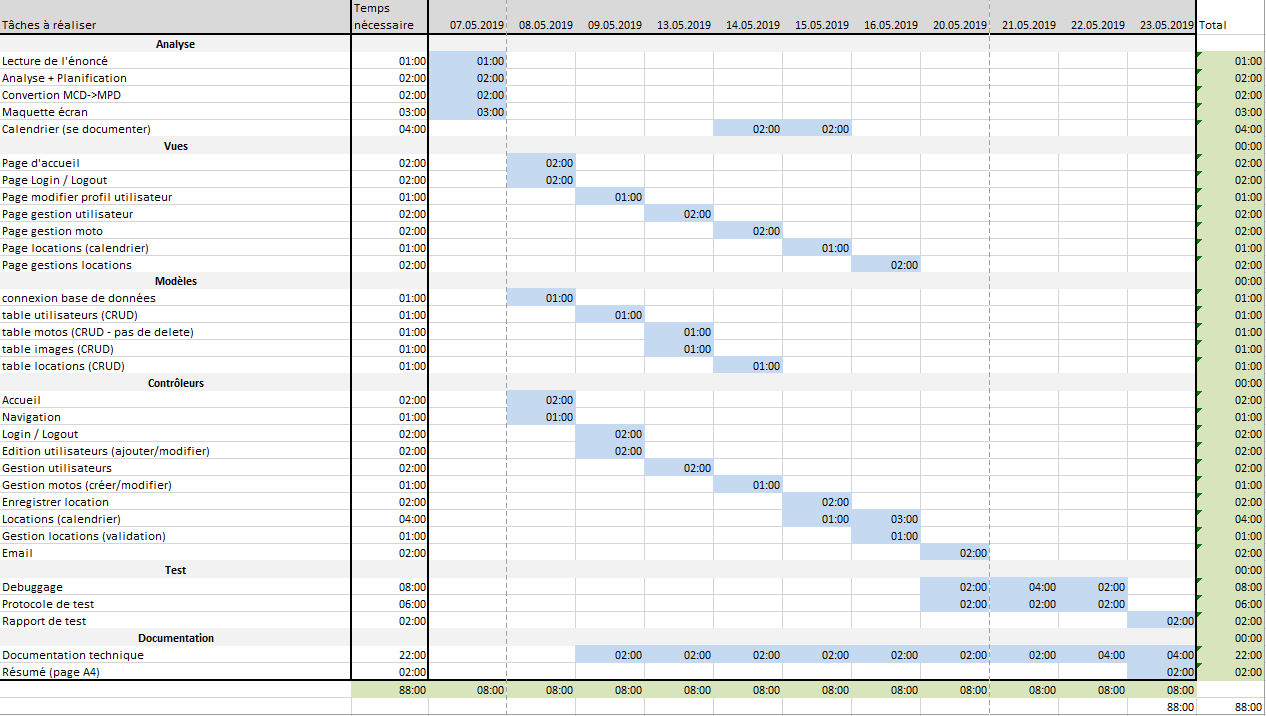 Temps
Tâches à réaliser nécessaire 07.05.2019 08.05.2019 09.05.2019 13.05.2019 14.05.2019 15.05.2019 16.05.2019 20.05.2019 21.05.2019 22.05.2019 23.05.2019 Total
Analyse
Lecture de l'énoncé 01:00 01:00 01:00
Analyse + Planification 02:00 02:00 02:00
Convertion MCD->MPD 02:00 02:00 02:00
Maquette écran 03:00 03:00 03:00
Calendrier (se documenter) 04:00 02:00 02:00 04:00
Vues 00:00
Page d'accueil 02:00 02:00 02:00
Page Login / Logout 02:00 02:00 02:00
Page modifier profil utilisateur 01:00 01:00 01:00
Page gestion utilisateur 02:00 02:00 02:00
Page gestion moto 02:00 02:00 02:00
Page locations (calendrier) 01:00 01:00 01:00
Page gestions locations 02:00 02:00 02:00
Modèles 00:00
connexion base de données 01:00 01:00 01:00
table utilisateurs (CRUD) 01:00 01:00 01:00
table motos (CRUD - pas de delete) 01:00 01:00 01:00
table images (CRUD) 01:00 01:00 01:00
table locations (CRUD) 01:00 01:00 01:00
Contrôleurs 00:00
Accueil 02:00 02:00 02:00
Navigation 01:00 01:00 01:00
Login / Logout 02:00 02:00 02:00
Edition utilisateurs (ajouter/modifier) 02:00 02:00 02:00
Gestion utilisateurs 02:00 02:00 02:00
Gestion motos (créer/modifier) 01:00 01:00 01:00
Enregistrer location 02:00 02:00 02:00
Locations (calendrier) 04:00 01:00 03:00 04:00
Gestion locations (validation) 01:00 01:00 01:00
Email 02:00 02:00 02:00
Test 00:00
Debuggage 08:00 02:00 04:00 02:00 08:00
Protocole de test 06:00 02:00 02:00 02:00 06:00
Rapport de test 02:00 02:00 02:00
Documentation 00:00
Documentation technique 22:00 02:00 02:00 02:00 02:00 02:00 02:00 02:00 04:00 04:00 22:00
Résumé (page A4) 02:00 02:00 02:00
88:00 08:00 08:00 08:00 08:00 08:00 08:00 08:00 08:00 08:00 08:00 08:00
88:00 88:00